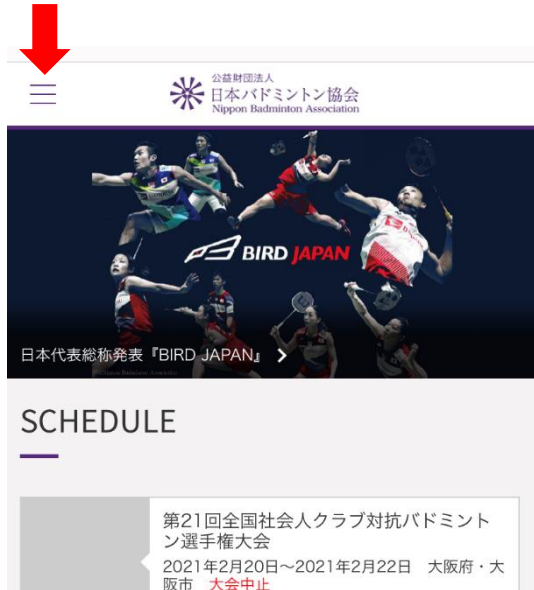 公益財団法人
日本バドミントン協会
Nippon Badminton Association
BIRD JAPAN
日本代表総称発表『BIRD JAPAN』
SCHEDULE
第21回全国社会人クラブ対抗バドミント
ン選手権大会
2021年2月20日～2021年2月22日　大阪府・大
阪市　大会中止